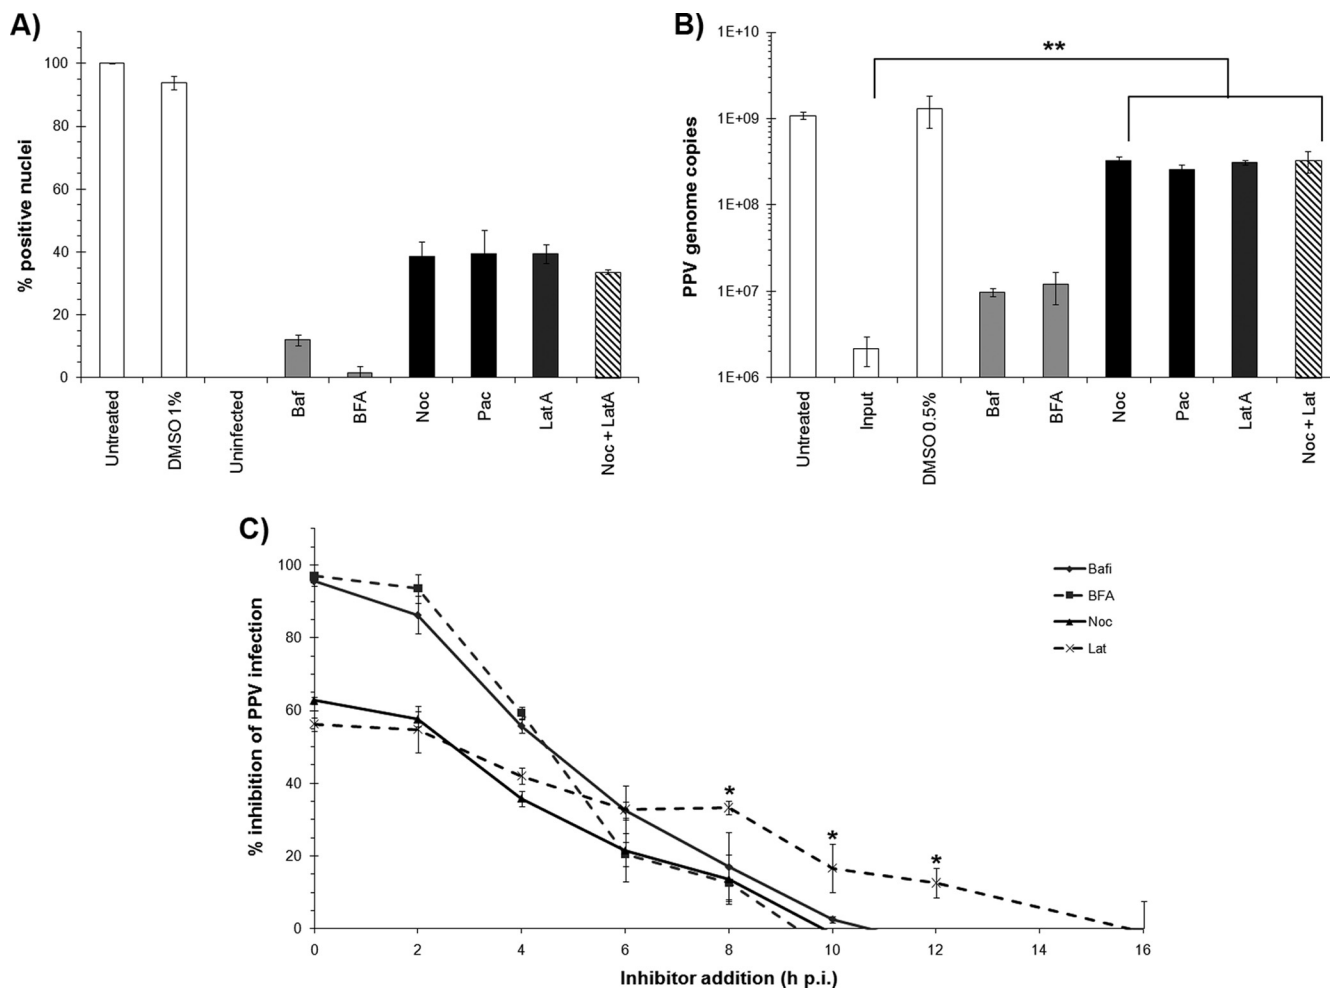 A)
% positive nuclei
100
80
60
40
20
0
Untreated
DMSO 1%
Uninfected
Baf
BFA
Noc
Pac
Lat A
Noc + LatA
B)
PPV genome copies
1E+10
1E+09
1E+08
1E+07
1E+06
**
Untreated
Input
DMSO 0.5%
Baf
BFA
Noc
Pac
Lat A
Noc + Lat
C)
% inhibition of PPV infection
100
80
60
40
20
0
Bafi
BFA
Noc
Lat
*
*
*
0 2 4 6 8 10 12 14 16
Inhibitor addition (h p.i.)